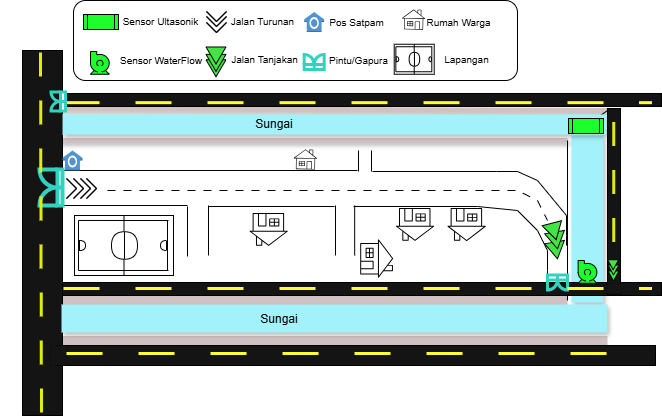 Sensor Ultasonik
Jalan Turunan
Pos Satpam
Rumah Warga
Sensor WaterFlow
Jalan Tanjakan
Pintu/Gapura
Lapangan
Sungai
Sungai